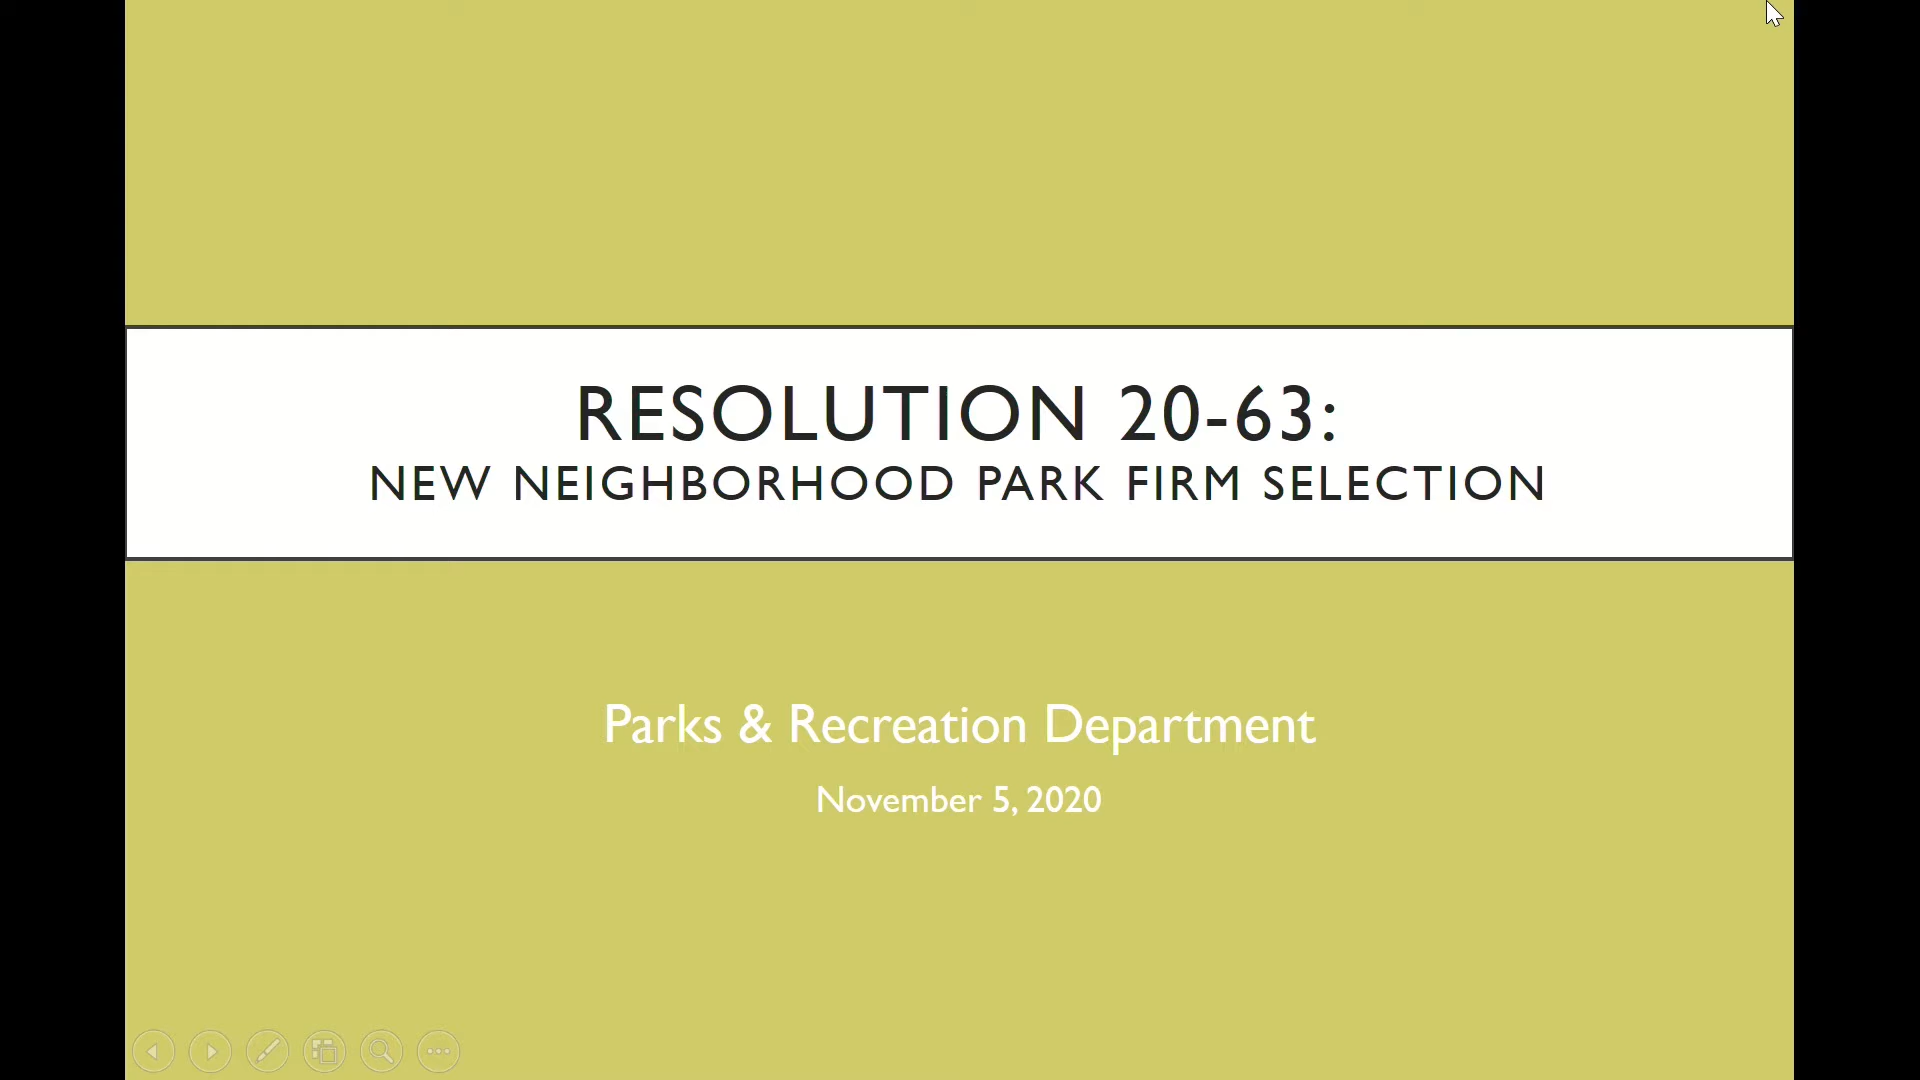 RESOLUTION 20-63:
NEW NEIGHBORHOOD PARK FIRM SELECTION
Parks & Recreation Department
November 5, 2020